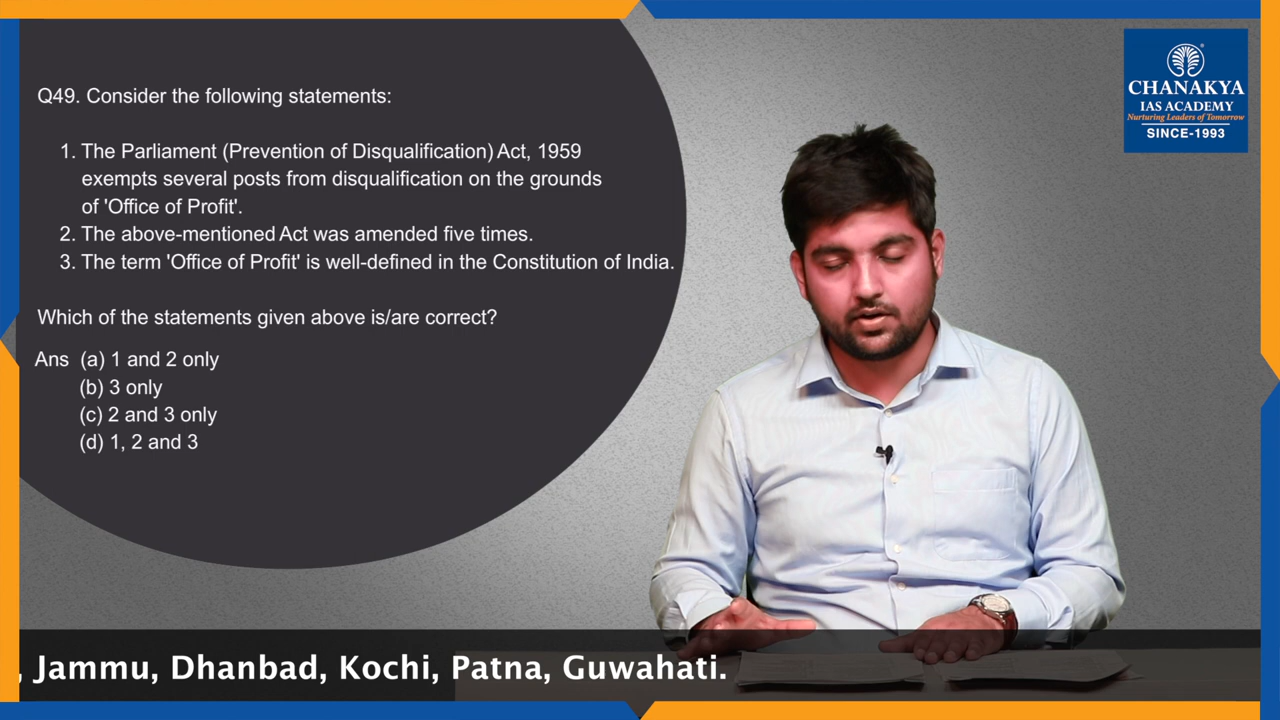 Q49. Consider the following statements:
1. The Parliament (Prevention of Disqualification) Act, 1959
exempts several posts from disqualification on the grounds
of 'Office of Profit'.
2. The above-mentioned Act was amended five times.
3. The term 'Office of Profit' is well-defined in the Constitution of India.
Which of the statements given above is/are correct?
Ans (a) 1 and 2 only
(b) 3 only
(c) 2 and 3 only
(d) 1, 2 and 3
CHANAKYA
IAS ACADEMY
Nurturing Leaders of Tomorrow
SINCE-1993
, Jammu, Dhanbad, Kochi, Patna, Guwahati.